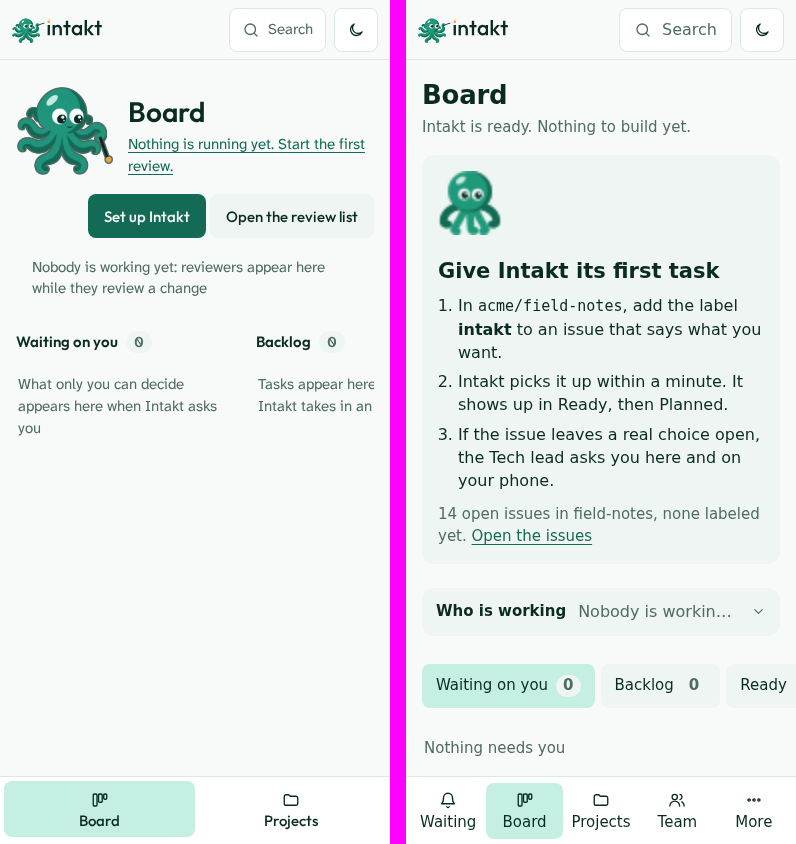 intakt
Search
Board
Nothing is running yet. Start the first
review.
Set up Intakt
Open the review list
Nobody is working yet: reviewers appear here
while they review a change
Waiting on you 0
Backlog 0
What only you can decide
appears here when Intakt asks
you
Tasks appear here
Intakt takes in an
Board
Projects
intakt
Search
Board
Intakt is ready. Nothing to build yet.
Give Intakt its first task
1. In acme/field-notes, add the label
intakt to an issue that says what you
want.
2. Intakt picks it up within a minute. It
shows up in Ready, then Planned.
3. If the issue leaves a real choice open,
the Tech lead asks you here and on
your phone.
14 open issues in field-notes, none labeled
yet. Open the issues
Who is working Nobody is workin...
Waiting on you 0
Backlog 0
Ready
Nothing needs you
Waiting
Board
Projects
Team
More